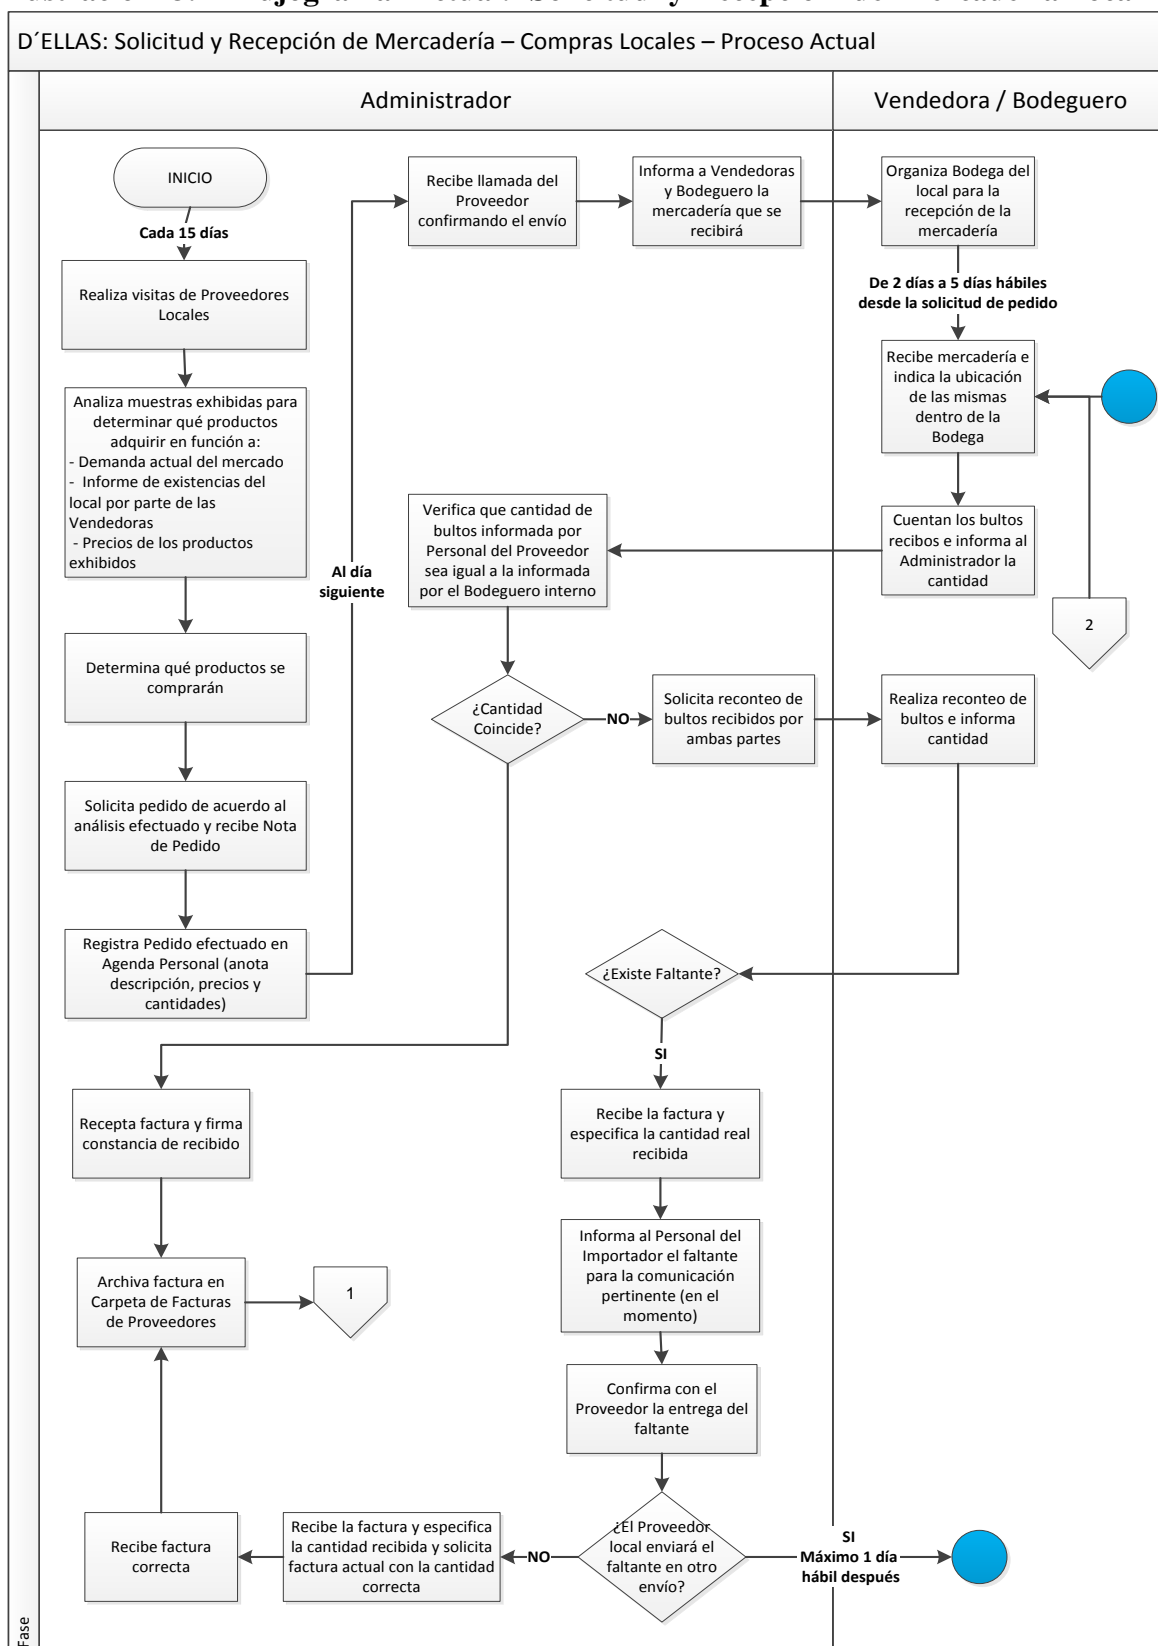 D´ELLAS: Solicitud y Recepción de Mercadería – Compras Locales – Proceso Actual
Administrador
Vendedora / Bodeguero
INICIO
Cada 15 días
Realiza visitas de Proveedores
Locales
Analiza muestras exhibidas para
determinar qué productos
adquirir en función a:
- Demanda actual del mercado
- Informe de existencias del
local por parte de las
Vendedoras
- Precios de los productos
exhibidos
Determina qué productos se
comprarán
Solicita pedido de acuerdo al
análisis efectuado y recibe Nota
de Pedido
Registra Pedido efectuado en
Agenda Personal (anota
descripción, precios y
cantidades)
Al día
siguiente
Recibe llamada del
Proveedor
confirmando el envío
Informa a Vendedoras
y Bodeguero la
mercadería que se
recibirá
Organiza Bodega del
local para la
recepción de la
mercadería
De 2 días a 5 días hábiles
desde la solicitud de pedido
Recibe mercadería e
indica la ubicación
de las mismas
dentro de la
Bodega
Cuentan los bultos
recibos e informa al
Administrador la
cantidad
2
Verifica que cantidad de
bultos informada por
Personal del Proveedor
sea igual a la informada
por el Bodeguero interno
¿Cantidad
Coincide?
NO
Solicita reconteo de
bultos recibidos por
ambas partes
Realiza reconteo de
bultos e informa
cantidad
¿Existe Faltante?
SI
Recibe la factura y
especifica la cantidad real
recibida
Informa al Personal del
Importador el faltante
para la comunicación
pertinente (en el
momento)
Confirma con el
Proveedor la entrega del
faltante
¿El Proveedor
local enviará el
faltante en otro
envío?
SI
Máximo 1 día
hábil después
NO
Recibe la factura y especifica
la cantidad recibida y solicita
factura actual con la cantidad
correcta
Recibe factura
correcta
Recepta factura y firma
constancia de recibido
Archiva factura en
Carpeta de Facturas
de Proveedores
1
Fase